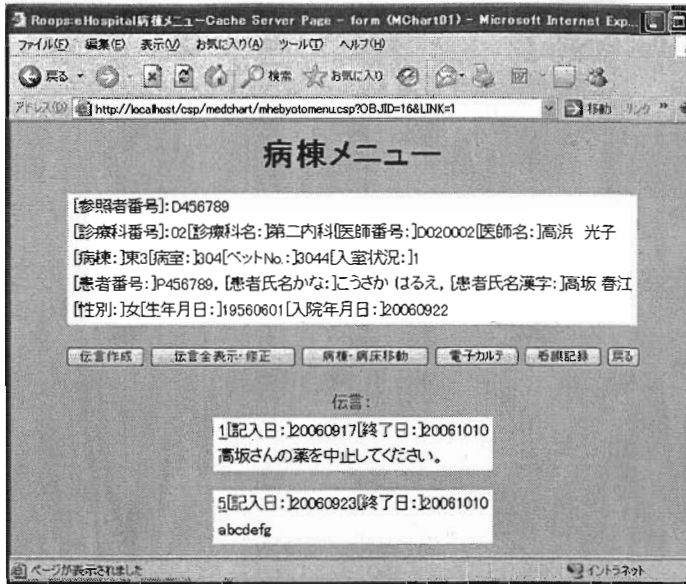 Roops:eHospital病棟メニューCache Server Page - form (MChart01) - Microsoft Internet Exp...
ファイル(F) 編集(E) 表示(V) お気に入り(A) ツール(T) ヘルプ(H)
戻る 検索 お気に入り
アドレス(D) http://localhost/csp/medchart/mhebyotomenu.csp?OBJID=16&LINK=1 移動 リンク »
病棟メニュー
[参照者番号]:D456789
[診療科番号]:02[診療科名:]第二内科[医師番号:]D020002[医師名:]高浜 光子
[病棟:]東3[病室:]304[ベットNo.:]3044[入室状況:]1
[患者番号:]P456789, [患者氏名かな:]こうさか はるえ, [患者氏名漢字:]高坂 春江
[性別:]女[生年月日:]19560601[入院年月日:]20060922
伝言作成 伝言全表示・修正 病棟・病床移動 電子カルテ 看護記録 戻る
伝言:
1[記入日:]20060917[終了日:]20061010
高坂さんの薬を中止してください。
5[記入日:]20060923[終了日:]20061010
abcdefg
ページが表示されました イントラネット